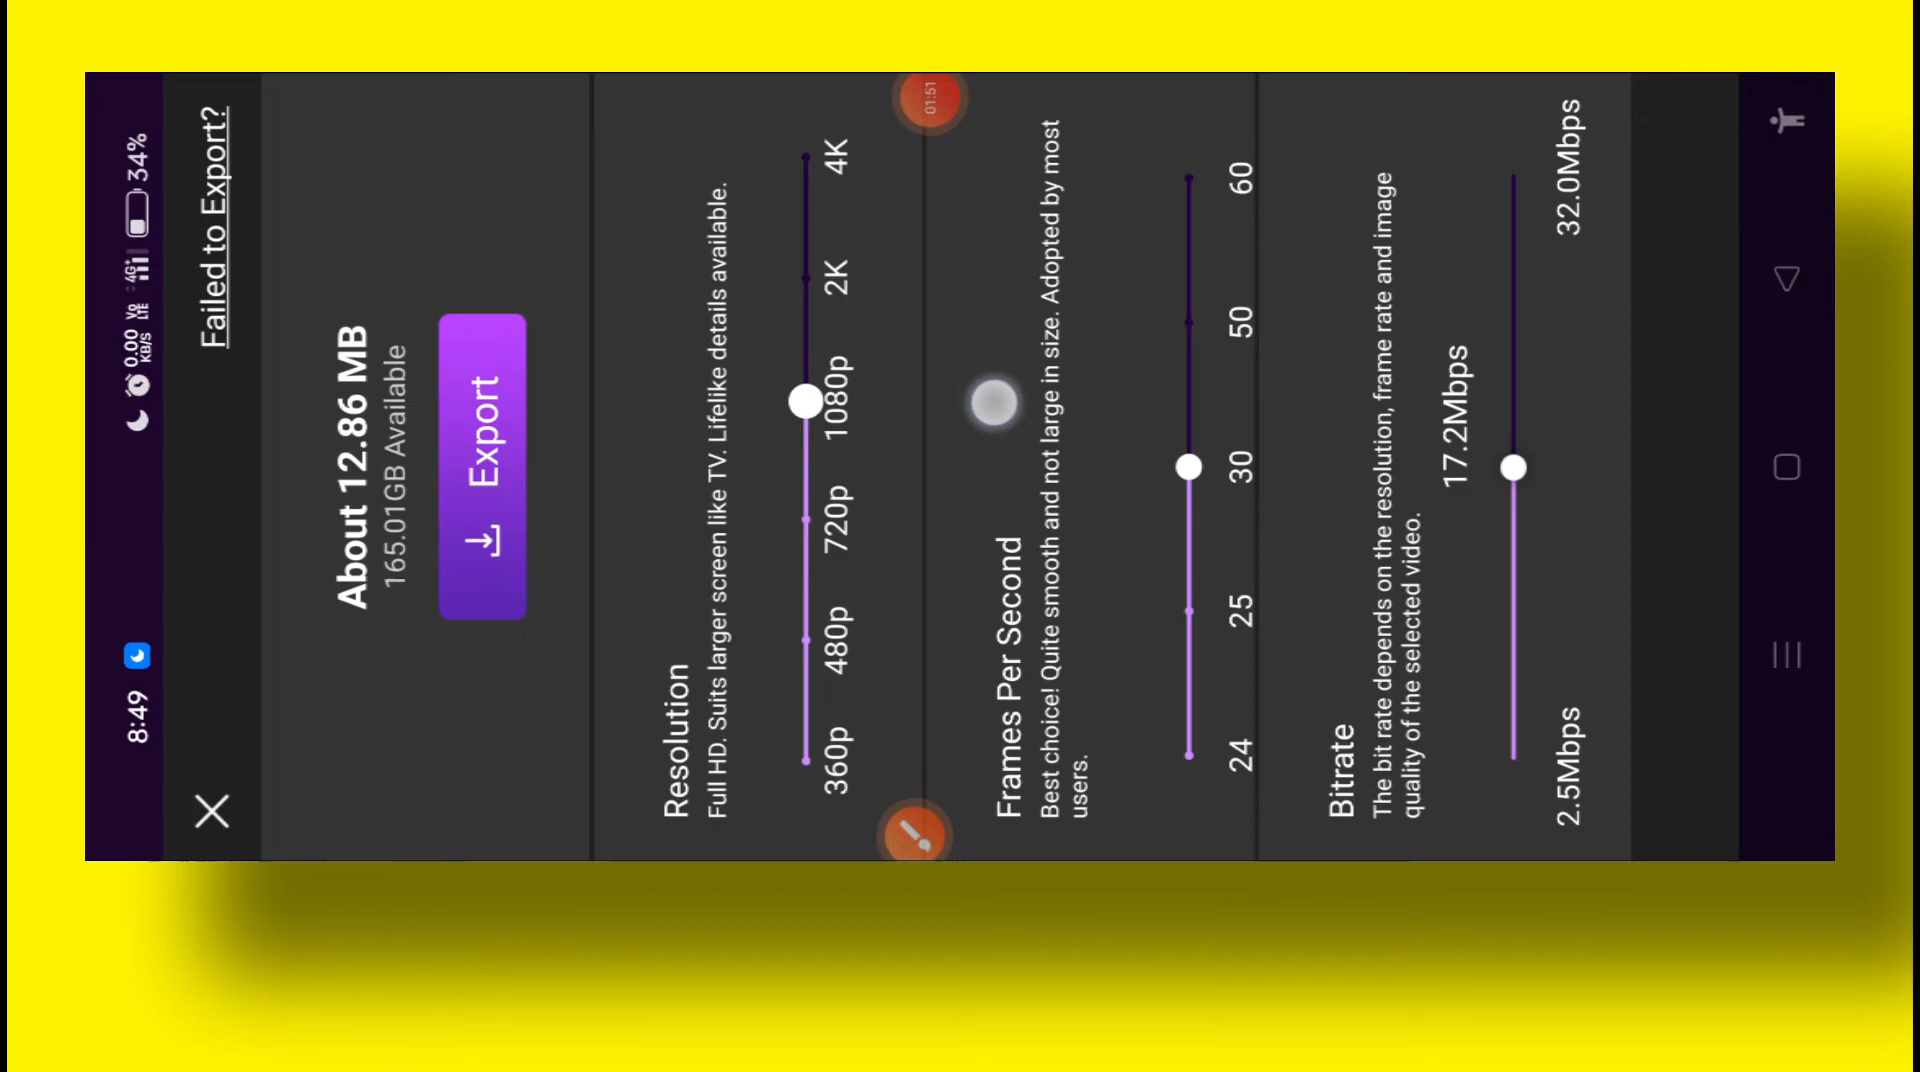 8:49
0.00
KB/s
Vo
LTE
4G+
34%
Failed to Export?
About 12.86 MB
165.01GB Available
Export
Resolution
Full HD. Suits larger screen like TV. Lifelike details available.
360p 480p 720p 1080p 2K 4K
01:51
Frames Per Second
Best choice! Quite smooth and not large in size. Adopted by most
users.
24 25 30 50 60
Bitrate
The bit rate depends on the resolution, frame rate and image
quality of the selected video.
17.2Mbps
2.5Mbps 32.0Mbps